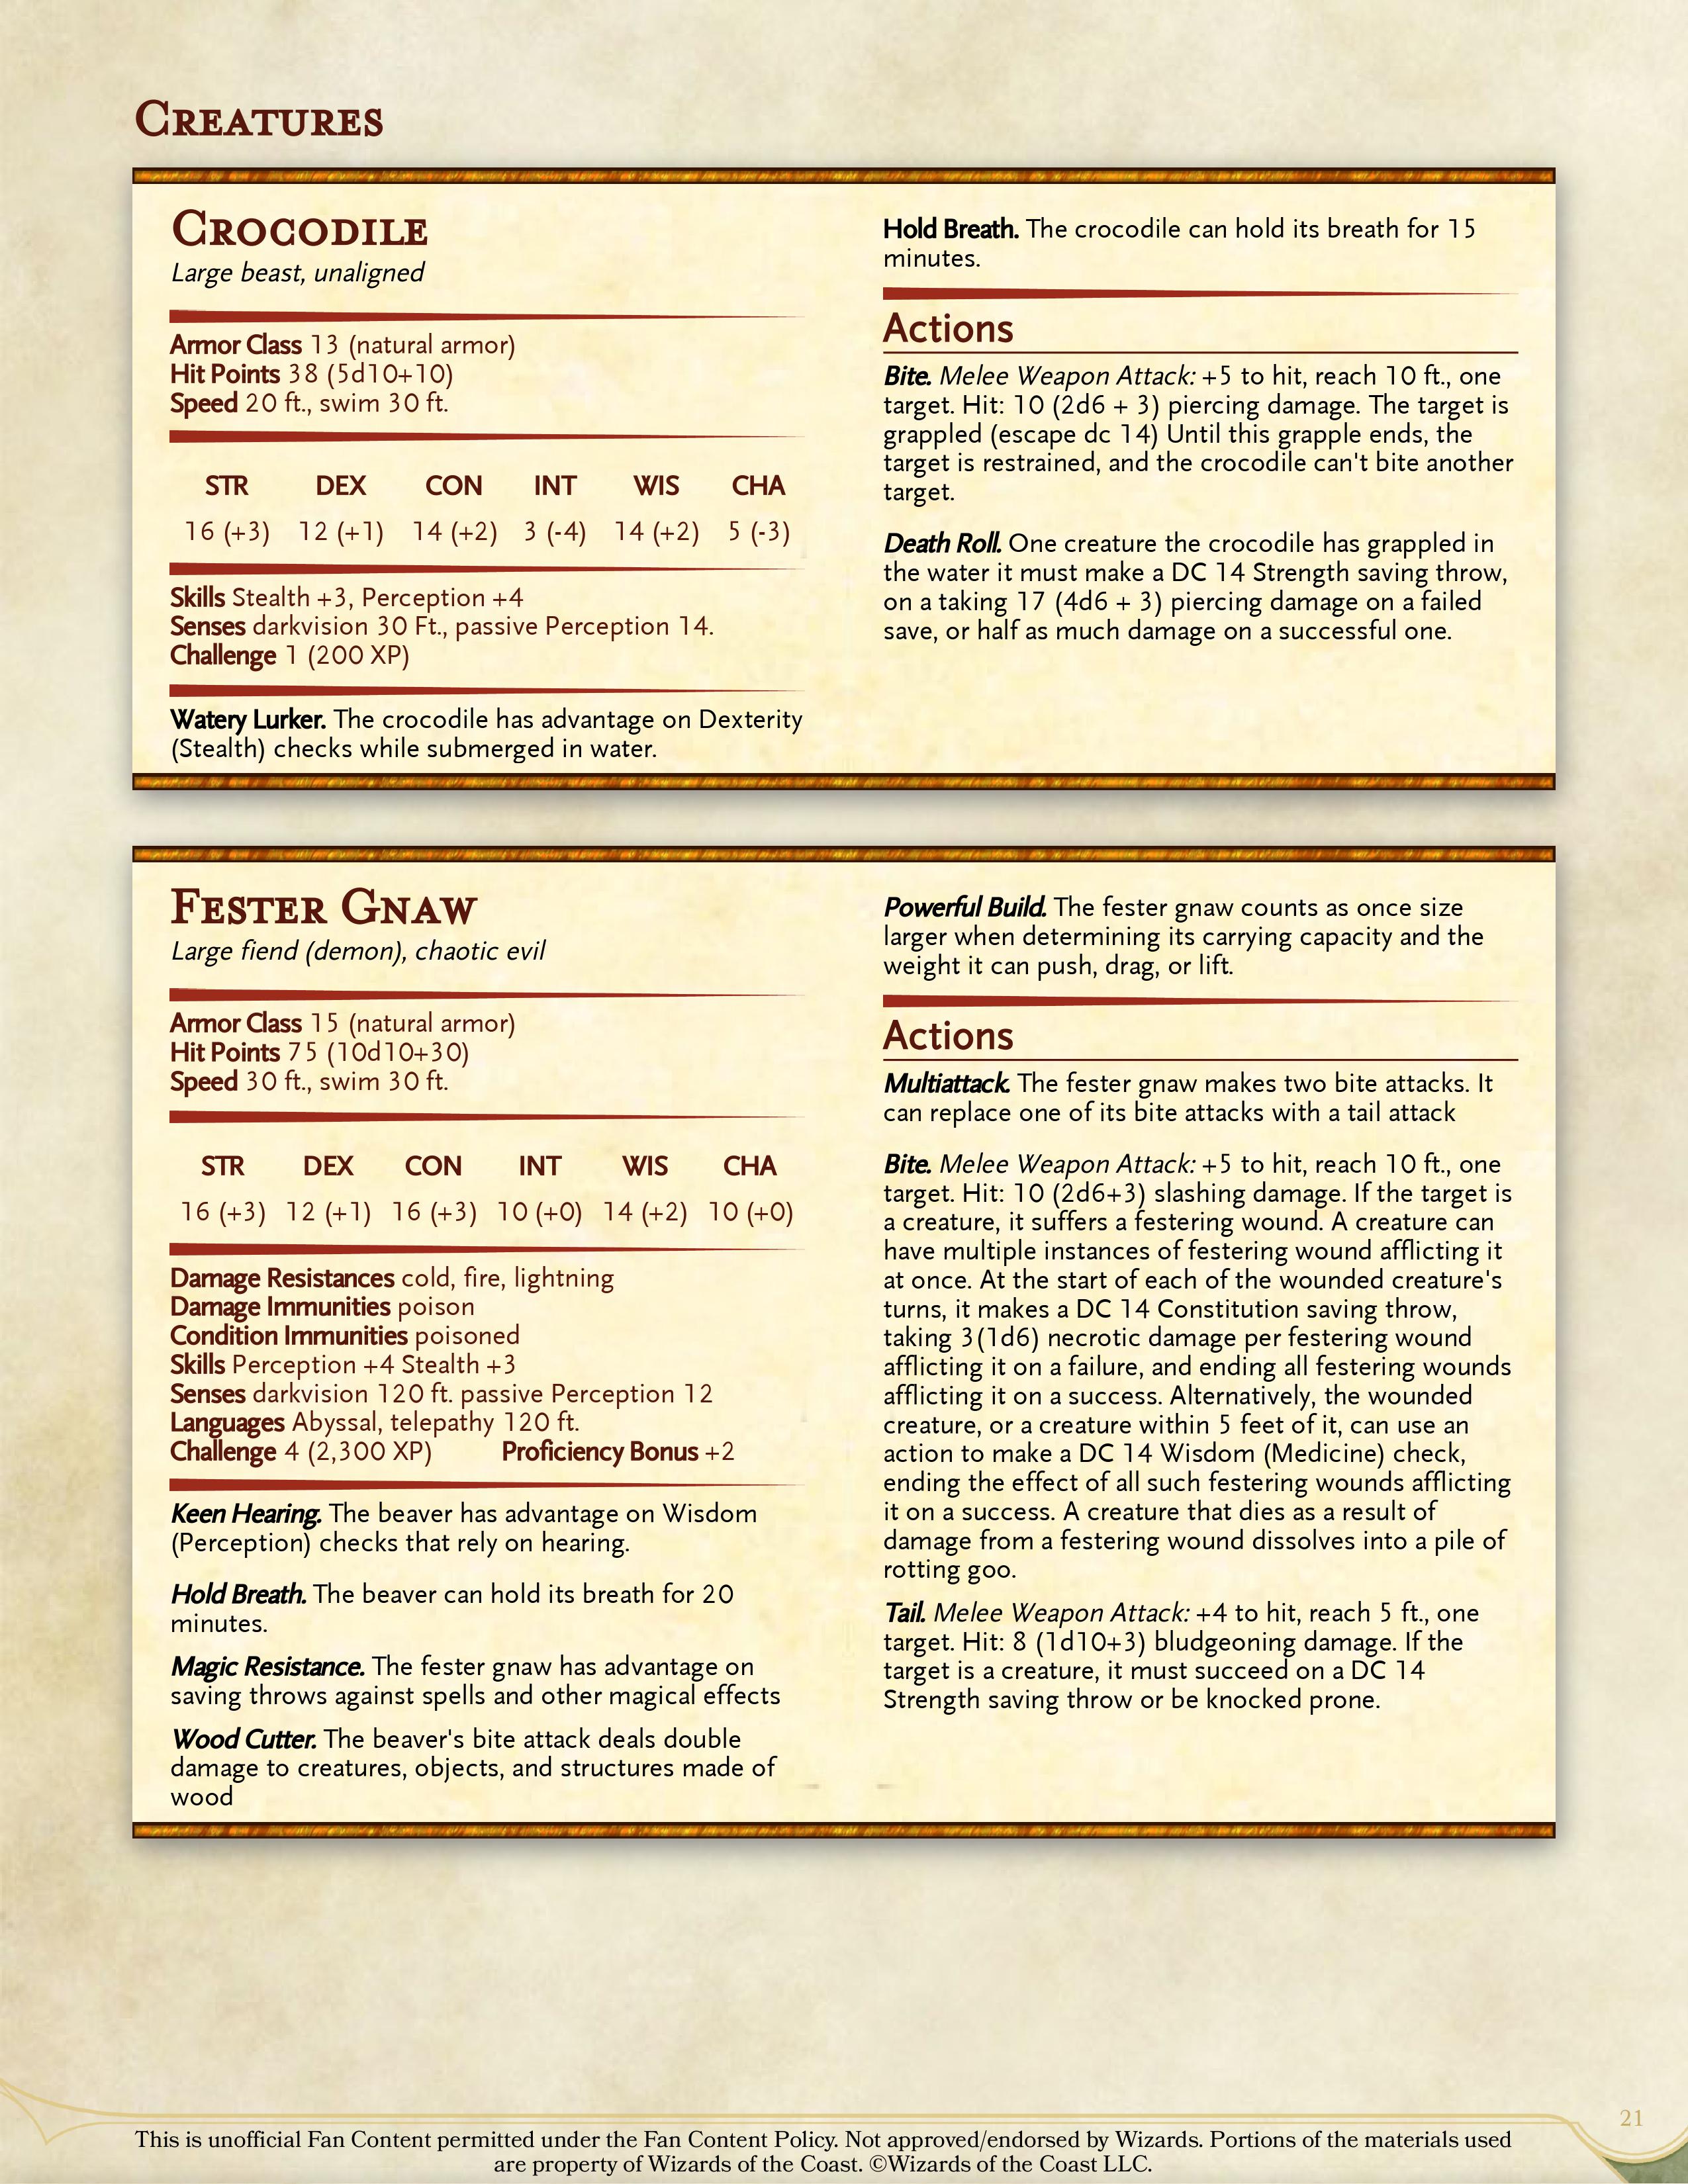 Creatures
Crocodile
Large beast, unaligned
Armor Class 13 (natural armor)
Hit Points 38 (5d10+10)
Speed 20 ft., swim 30 ft.
STR DEX CON INT WIS CHA
16 (+3) 12 (+1) 14 (+2) 3 (-4) 14 (+2) 5 (-3)
Skills Stealth +3, Perception +4
Senses darkvision 30 Ft., passive Perception 14.
Challenge 1 (200 XP)
Watery Lurker. The crocodile has advantage on Dexterity
(Stealth) checks while submerged in water.
Hold Breath. The crocodile can hold its breath for 15
minutes.
Actions
Bite. Melee Weapon Attack: +5 to hit, reach 10 ft., one
target. Hit: 10 (2d6 + 3) piercing damage. The target is
grappled (escape dc 14) Until this grapple ends, the
target is restrained, and the crocodile can't bite another
target.
Death Roll. One creature the crocodile has grappled in
the water it must make a DC 14 Strength saving throw,
on a taking 17 (4d6 + 3) piercing damage on a failed
save, or half as much damage on a successful one.
Fester Gnaw
Large fiend (demon), chaotic evil
Armor Class 15 (natural armor)
Hit Points 75 (10d10+30)
Speed 30 ft., swim 30 ft.
STR DEX CON INT WIS CHA
16 (+3) 12 (+1) 16 (+3) 10 (+0) 14 (+2) 10 (+0)
Damage Resistances cold, fire, lightning
Damage Immunities poison
Condition Immunities poisoned
Skills Perception +4 Stealth +3
Senses darkvision 120 ft. passive Perception 12
Languages Abyssal, telepathy 120 ft.
Challenge 4 (2,300 XP) Proficiency Bonus +2
Keen Hearing. The beaver has advantage on Wisdom
(Perception) checks that rely on hearing.
Hold Breath. The beaver can hold its breath for 20
minutes.
Magic Resistance. The fester gnaw has advantage on
saving throws against spells and other magical effects
Wood Cutter. The beaver's bite attack deals double
damage to creatures, objects, and structures made of
wood
Powerful Build. The fester gnaw counts as once size
larger when determining its carrying capacity and the
weight it can push, drag, or lift.
Actions
Multiattack. The fester gnaw makes two bite attacks. It
can replace one of its bite attacks with a tail attack
Bite. Melee Weapon Attack: +5 to hit, reach 10 ft., one
target. Hit: 10 (2d6+3) slashing damage. If the target is
a creature, it suffers a festering wound. A creature can
have multiple instances of festering wound afflicting it
at once. At the start of each of the wounded creature's
turns, it makes a DC 14 Constitution saving throw,
taking 3(1d6) necrotic damage per festering wound
afflicting it on a failure, and ending all festering wounds
afflicting it on a success. Alternatively, the wounded
creature, or a creature within 5 feet of it, can use an
action to make a DC 14 Wisdom (Medicine) check,
ending the effect of all such festering wounds afflicting
it on a success. A creature that dies as a result of
damage from a festering wound dissolves into a pile of
rotting goo.
Tail. Melee Weapon Attack: +4 to hit, reach 5 ft., one
target. Hit: 8 (1d10+3) bludgeoning damage. If the
target is a creature, it must succeed on a DC 14
Strength saving throw or be knocked prone.
21
This is unofficial Fan Content permitted under the Fan Content Policy. Not approved/endorsed by Wizards. Portions of the materials used
are property of Wizards of the Coast. ©Wizards of the Coast LLC.